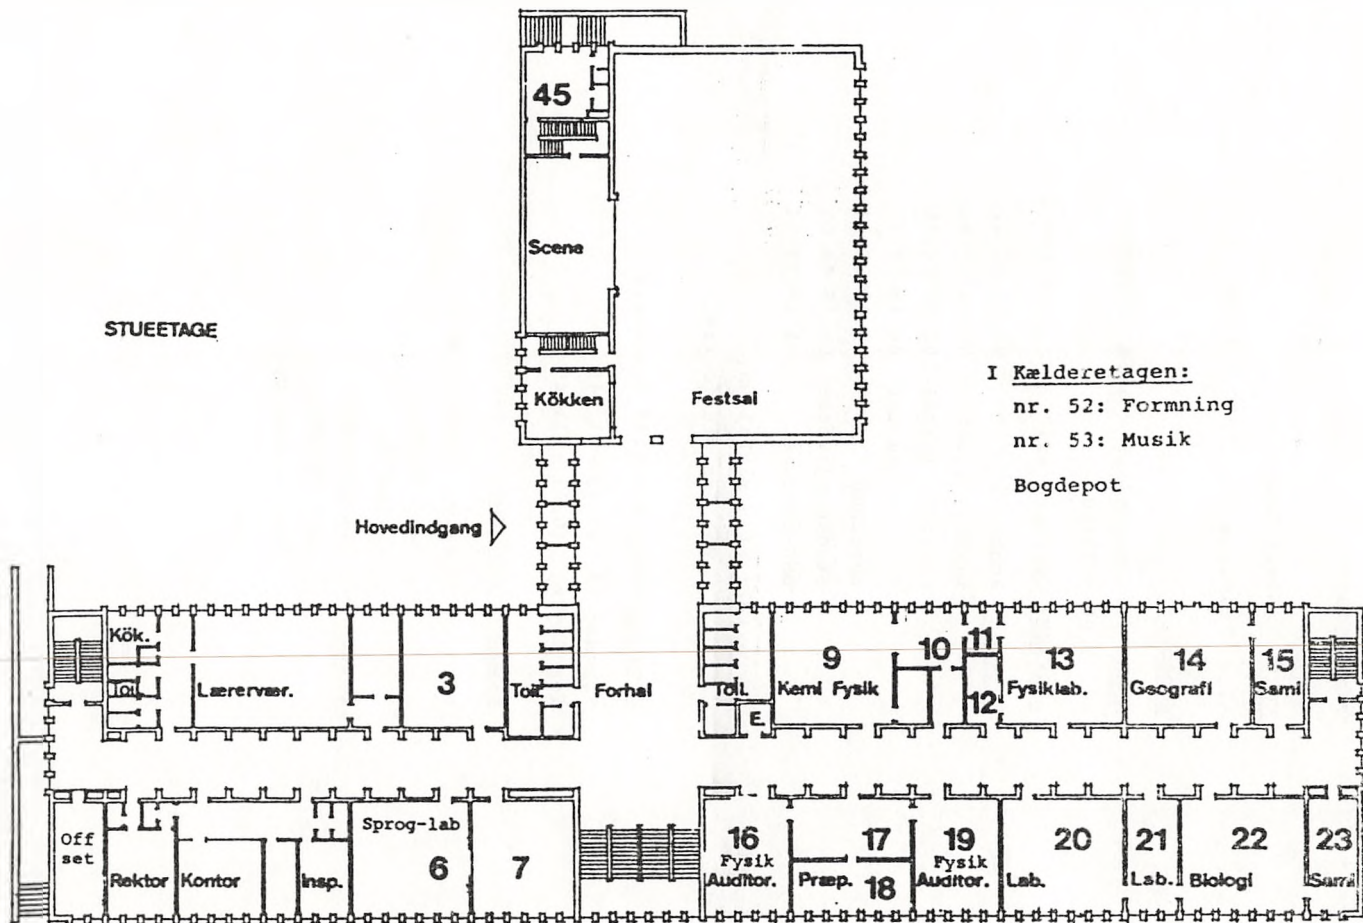 45
Scene
STUEETAGE
Kökken
Festsal
I Kælderetagen:
nr. 52: Formning
nr. 53: Musik
Bogdepot
Hovedindgang
Kök.
Lærervær.
3
Toil.
Forhal
Toil.
E.
9
Kemi Fysik
10
11
12
13
Fysiklab.
14
Geografi
15
Saml
Off
set
Rektor
Kontor
Insp.
Sprog-lab
6
7
16
Fysik
Auditor.
17
Præp.
18
19
Fysik
Auditor.
20
Lab.
21
Lab.
22
Biologi
23
Saml